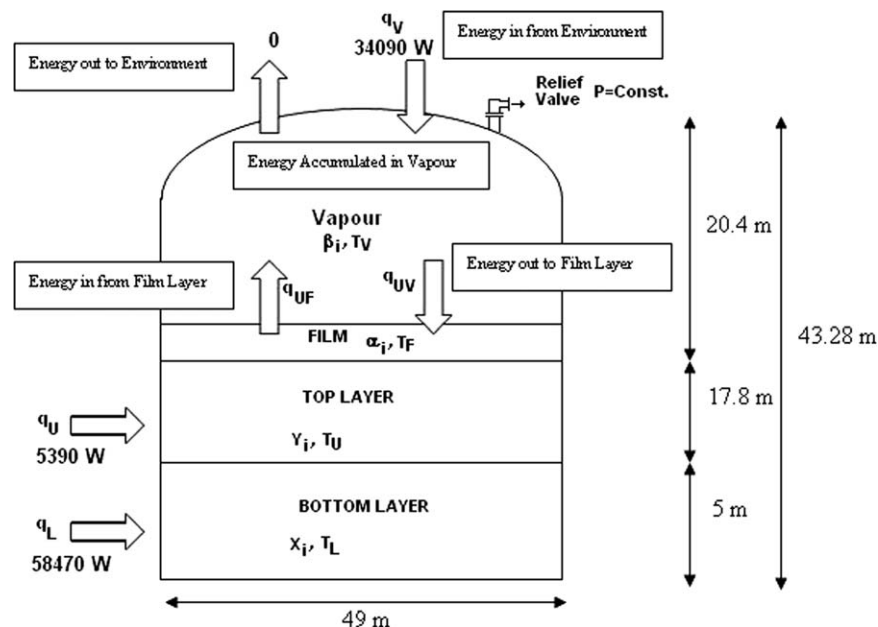 0
q_V
34090 W
Energy in from Environment
Energy out to Environment
Relief
Valve P=Const.
Energy Accumulated in Vapour
Vapour
β_i, T_V
20.4 m
Energy in from Film Layer
q_UF
q_UV
Energy out to Film Layer
FILM α_i, T_F
43.28 m
TOP LAYER
17.8 m
q_U
5390 W
Y_i, T_U
BOTTOM LAYER
5 m
q_L
58470 W
X_i, T_L
49 m